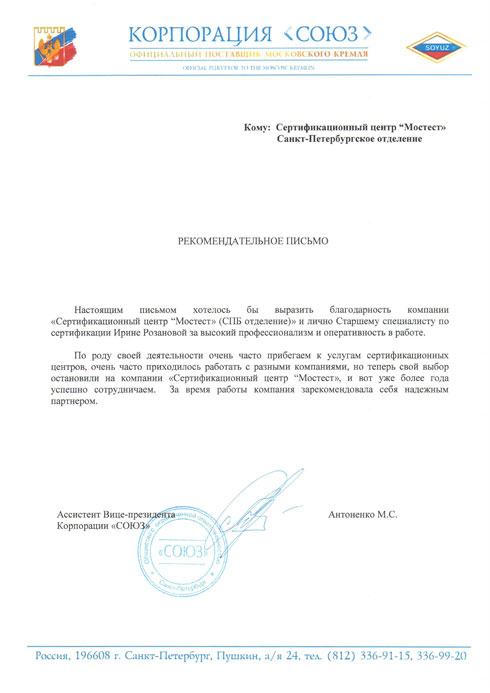 КОРПОРАЦИЯ «СОЮЗ»
ОФИЦИАЛЬНЫЙ ПОСТАВЩИК МОСКОВСКОГО КРЕМЛЯ
OFFICIAL PURVEYOR TO THE MOSCOW KREMLIN
SOYUZ
Кому: Сертификационный центр “Мостест»
Санкт-Петербургское отделение
РЕКОМЕНДАТЕЛЬНОЕ ПИСЬМО
Настоящим письмом хотелось бы выразить благодарность компании
«Сертификационный центр “Мостест» (СПБ отделение)» и лично Старшему специалисту по
сертификации Ирине Розановой за высокий профессионализм и оперативность в работе.
По роду своей деятельности очень часто прибегаем к услугам сертификационных
центров, очень часто приходилось работать с разными компаниями, но теперь свой выбор
остановили на компании «Сертификационный центр “Мостест», и вот уже более года
успешно сотрудничаем. За время работы компания зарекомендовала себя надежным
партнером.
Ассистент Вице-президента
Корпорации «СОЮЗ»
Антоненко М.С.
Общество с ограниченной ответственностью
«СОЮЗ»
Санкт-Петербург
Россия, 196608 г. Санкт-Петербург, Пушкин, а/я 24, тел. (812) 336-91-15, 336-99-20